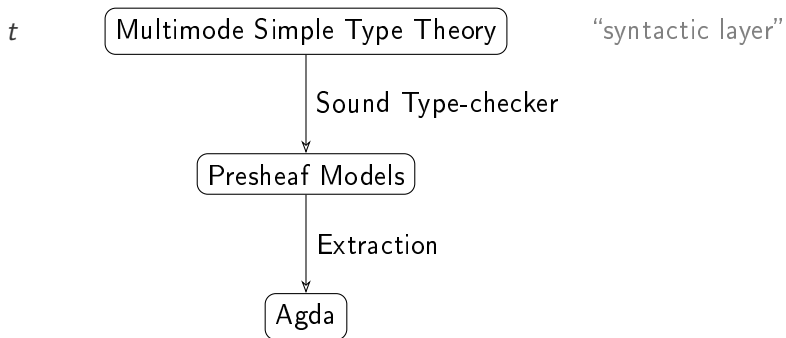 t Multimode Simple Type Theory “syntactic layer”
Sound Type-checker
Presheaf Models
Extraction
Agda